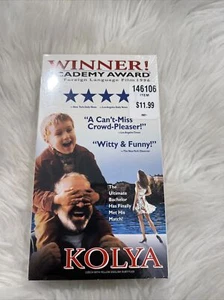 WINNER!
ACADEMY AWARD
Foreign Language Film 1996
146106
ITEM
$11.99
"A Can't-Miss
Crowd-Pleaser!"
"Witty & Funny!"
The
Ultimate
Bachelor
Has Finally
Met His
Match!
KOLYA